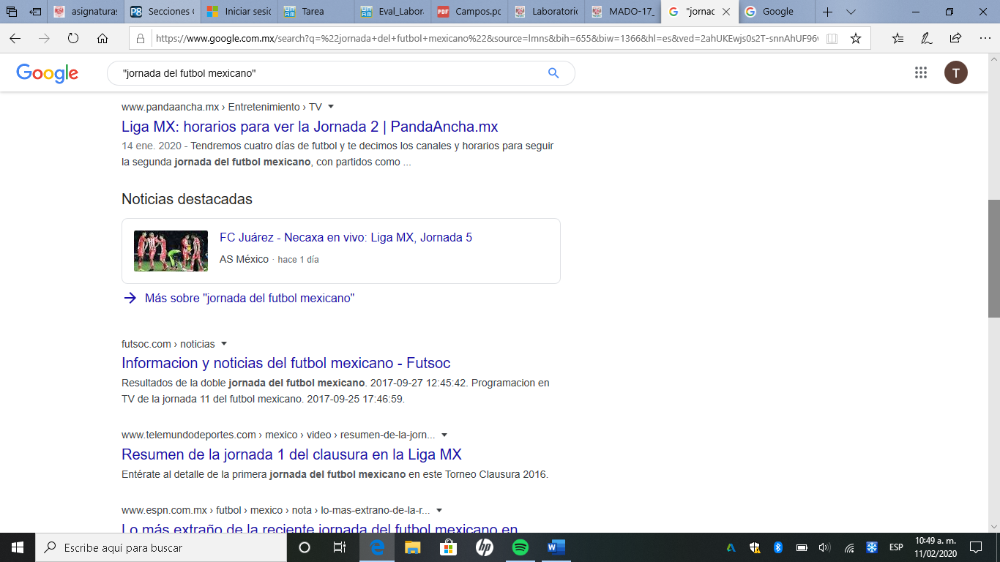 asignaturas
P8 Secciones C
Iniciar sesió
Tarea
Eval_Labora
PDF Campos.pd
Laboratorio
MADO-17_
"jornad
Google
https://www.google.com.mx/search?q=%22jornada+del+futbol+mexicano%22&source=lmns&bih=655&biw=1366&hl=es&ved=2ahUKEwjs0s2T-snnAhUF96w
Google
"jornada del futbol mexicano"
T
www.pandaancha.mx › Entretenimiento › TV
Liga MX: horarios para ver la Jornada 2 | PandaAncha.mx
14 ene. 2020 - Tendremos cuatro días de futbol y te decimos los canales y horarios para seguir
la segunda jornada del futbol mexicano, con partidos como ...
Noticias destacadas
FC Juárez - Necaxa en vivo: Liga MX, Jornada 5
AS México · hace 1 día
Más sobre "jornada del futbol mexicano"
futsoc.com › noticias
Informacion y noticias del futbol mexicano - Futsoc
Resultados de la doble jornada del futbol mexicano. 2017-09-27 12:45:42. Programacion en
TV de la jornada 11 del futbol mexicano. 2017-09-25 17:46:59.
www.telemundodeportes.com › mexico › video › resumen-de-la-jorn...
Resumen de la jornada 1 del clausura en la Liga MX
Entérate al detalle de la primera jornada del futbol mexicano en este Torneo Clausura 2016.
www.espn.com.mx › futbol › mexico › nota › lo-mas-extrano-de-la-r...
Lo más extraño de la reciente jornada del futbol mexicano en
Escribe aquí para buscar
hp
W
ESP
10:49 a. m.
11/02/2020